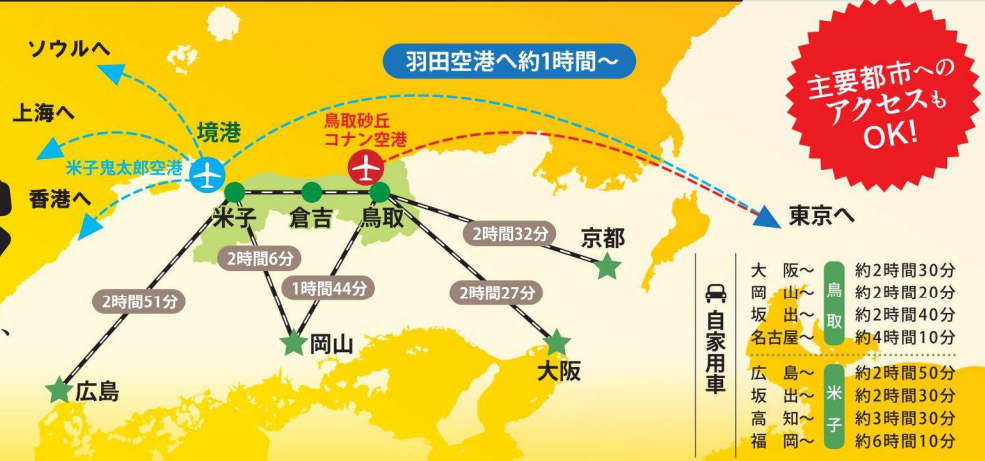 ソウルへ
上海へ
香港へ
米子鬼太郎空港
境港
鳥取砂丘
コナン空港
羽田空港へ約1時間～
主要都市への
アクセスも
OK!
東京へ
米子
倉吉
鳥取
2時間32分
京都
2時間6分
1時間44分
2時間27分
2時間51分
岡山
大阪
広島
、
自家用車
大　阪～鳥取 約2時間30分
岡　山～ 約2時間20分
坂　出～ 約2時間40分
名古屋～ 約4時間10分
広　島～米子 約2時間50分
坂　出～ 約2時間30分
高　知～ 約3時間30分
福　岡～ 約6時間10分